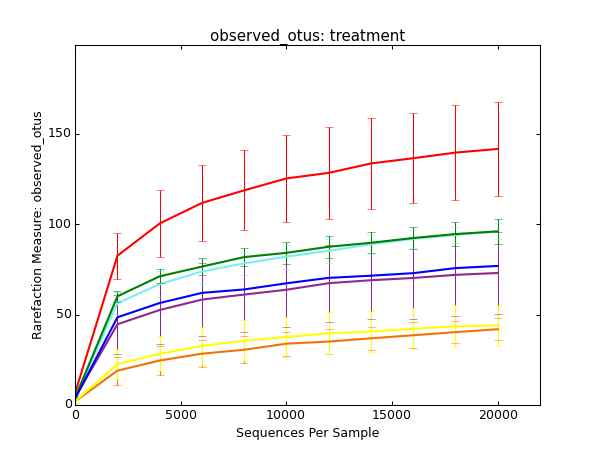 observed_otus: treatment
Rarefaction Measure: observed_otus
150
100
50
0
0 5000 10000 15000 20000
Sequences Per Sample